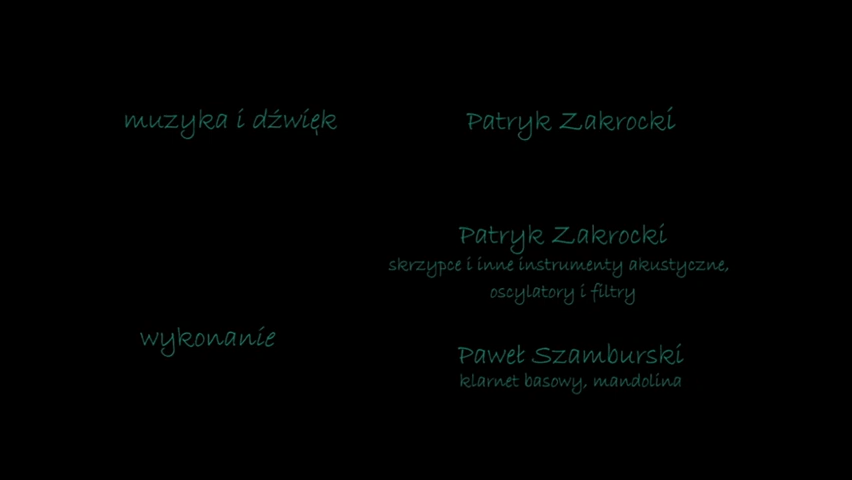 muzyka i dźwięk
Patryk Zakrocki
Patryk Zakrocki
skrzypce i inne instrumenty akustyczne,
oscylatory i filtry
wykonanie
Paweł Szamburski
klarnet basowy, mandolina